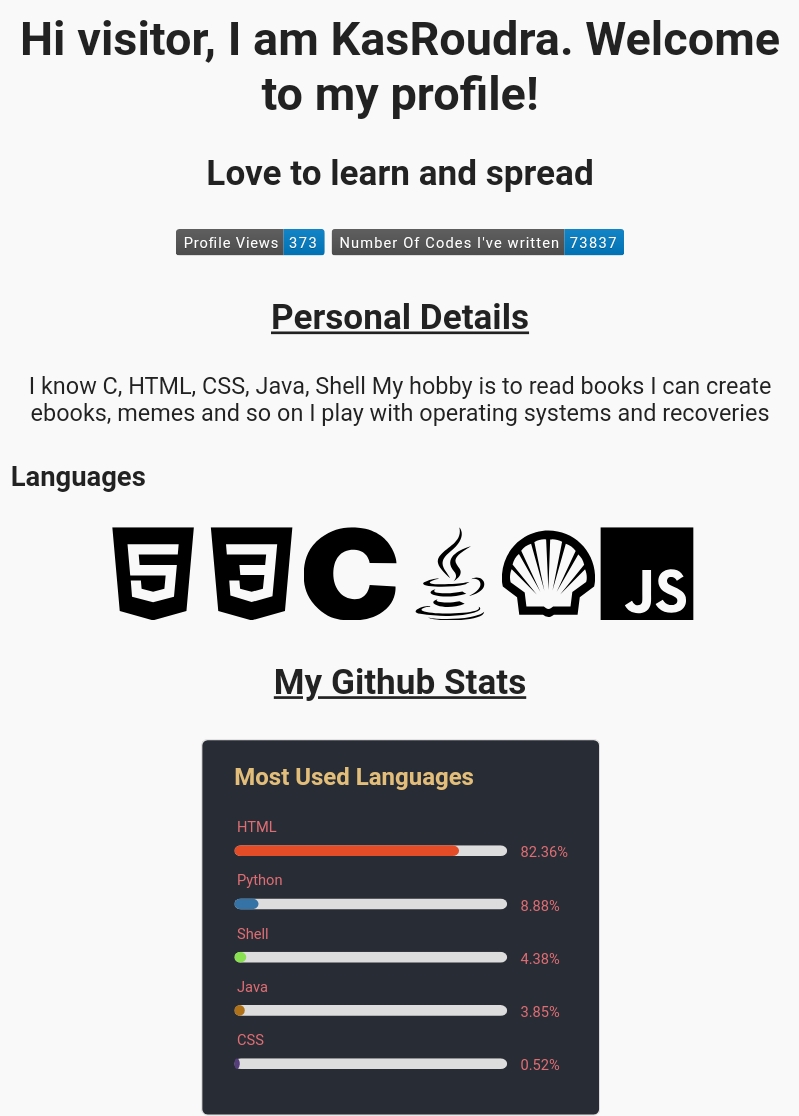 Hi visitor, I am KasRoudra. Welcome
to my profile!
Love to learn and spread
Profile Views 373 Number Of Codes I've written 73837
Personal Details
I know C, HTML, CSS, Java, Shell My hobby is to read books I can create
ebooks, memes and so on I play with operating systems and recoveries
Languages
5 3 C JS
My Github Stats
Most Used Languages
HTML
82.36%
Python
8.88%
Shell
4.38%
Java
3.85%
CSS
0.52%